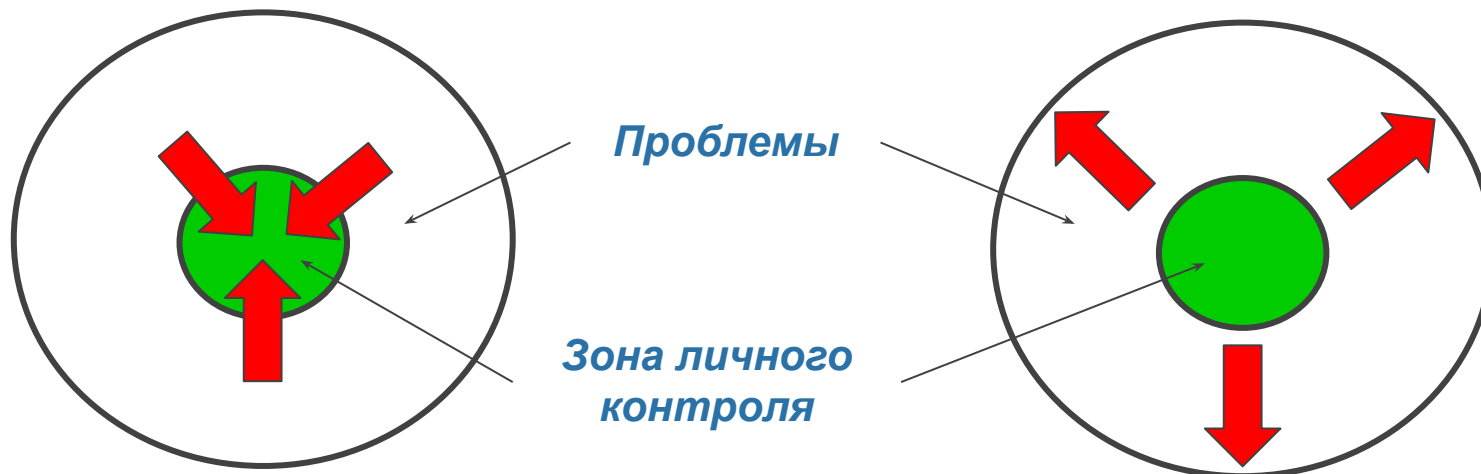 Проблемы
Зона личного
контроля